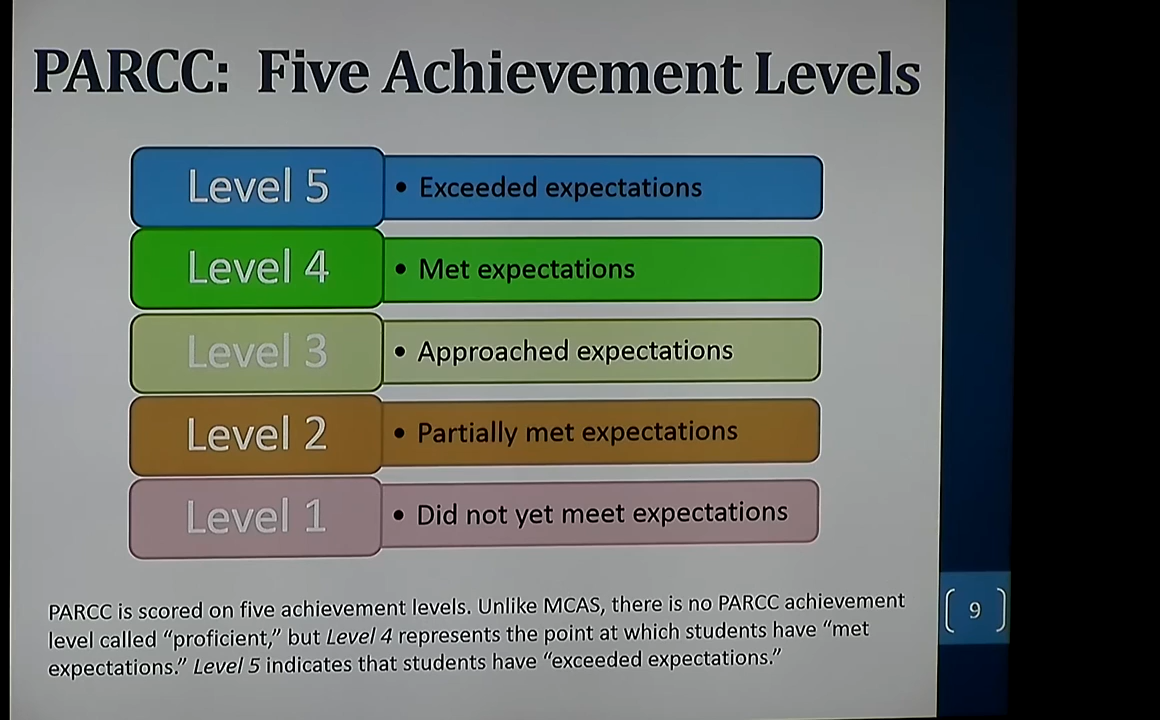 PARCC: Five Achievement Levels
Level 5
• Exceeded expectations
Level 4
• Met expectations
Level 3
• Approached expectations
Level 2
• Partially met expectations
Level 1
• Did not yet meet expectations
PARCC is scored on five achievement levels. Unlike MCAS, there is no PARCC achievement
level called “proficient,” but Level 4 represents the point at which students have “met
expectations.” Level 5 indicates that students have “exceeded expectations.”
9